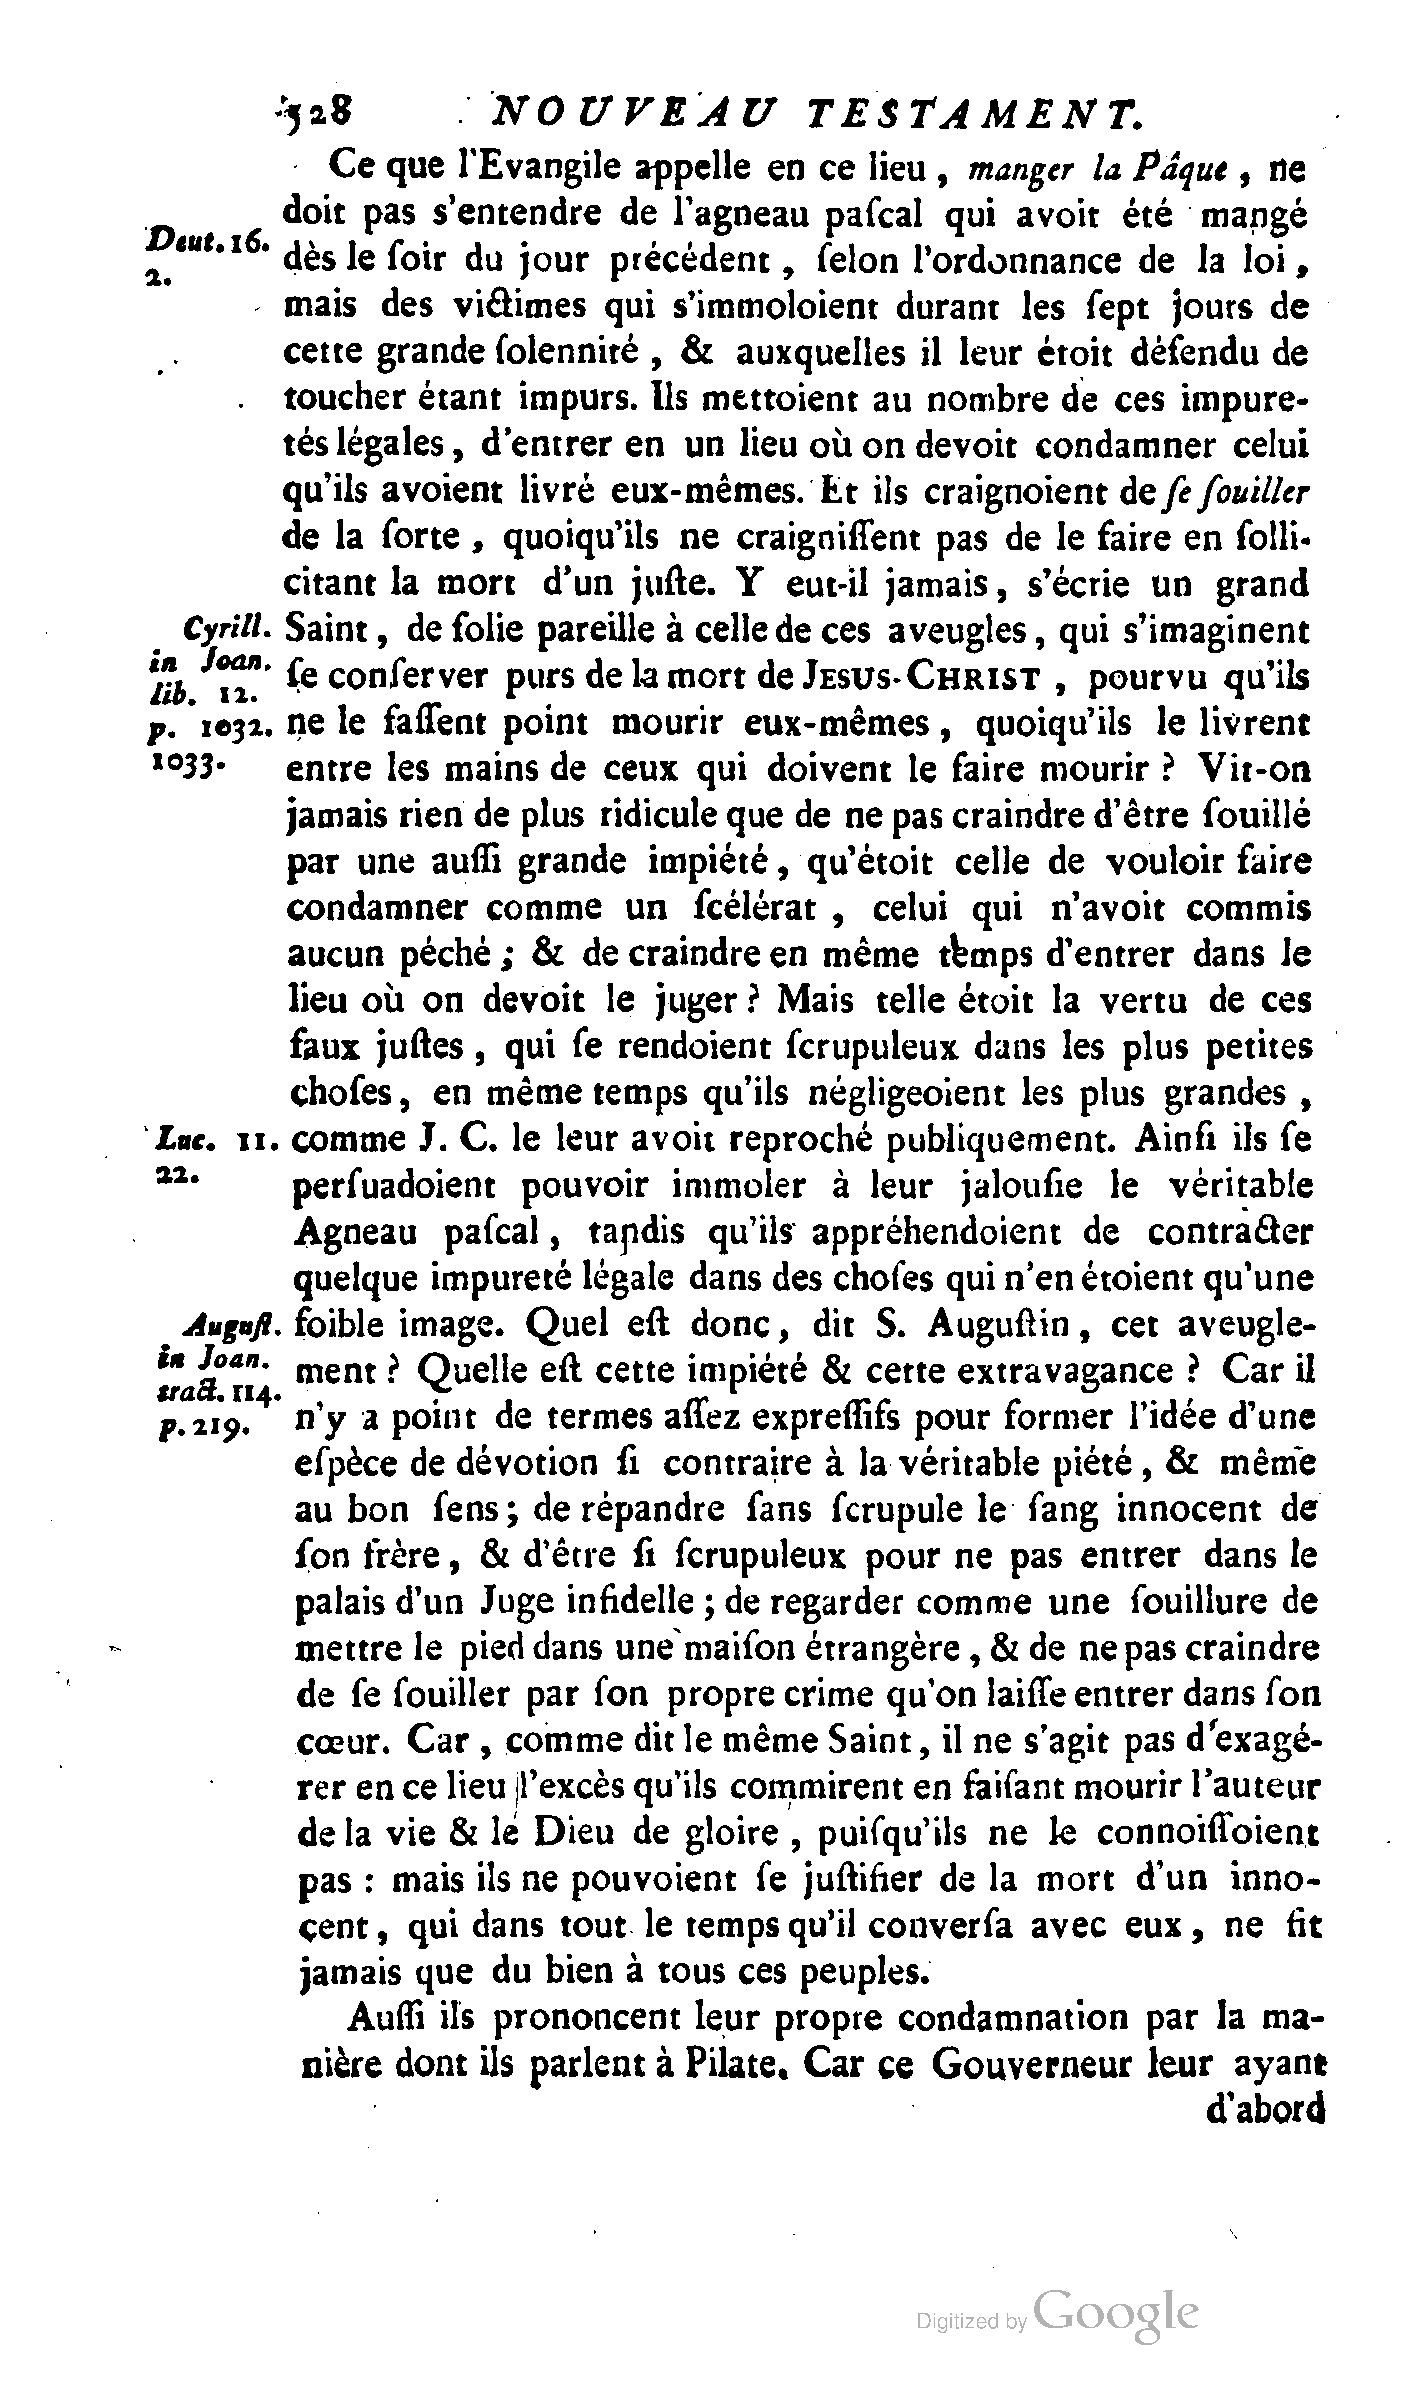 328 NOUVEAU TESTAMENT.
Ce que l'Evangile appelle en ce lieu, manger la Pâque, ne
doit pas s'entendre de l'agneau paſcal qui avoit été mangé
Deut. 16. dès le ſoir du jour précédent, ſelon l'ordonnance de la loi,
2.
mais des victimes qui s'immoloient durant les ſept jours de
cette grande ſolennité, & auxquelles il leur étoit défendu de
toucher étant impurs. Ils mettoient au nombre de ces impure-
tés légales, d'entrer en un lieu où on devoit condamner celui
qu'ils avoient livré eux-mêmes. Et ils craignoient de ſe ſouiller
de la ſorte, quoiqu'ils ne craigniſſent pas de le faire en ſolli-
citant la mort d'un juſte. Y eut-il jamais, s'écrie un grand
Cyrill. Saint, de folie pareille à celle de ces aveugles, qui s'imaginent
in Joan. ſe conſerver purs de la mort de JESUS-CHRIST, pourvu qu'ils
lib. 12.
p. 1032. ne le faſſent point mourir eux-mêmes, quoiqu'ils le livrent
1033. entre les mains de ceux qui doivent le faire mourir ? Vit-on
jamais rien de plus ridicule que de ne pas craindre d'être ſouillé
par une auſſi grande impiété, qu'étoit celle de vouloir faire
condamner comme un ſcélérat, celui qui n'avoit commis
aucun péché ; & de craindre en même temps d'entrer dans le
lieu où on devoit le juger ? Mais telle étoit la vertu de ces
faux juſtes, qui ſe rendoient ſcrupuleux dans les plus petites
choſes, en même temps qu'ils négligeoient les plus grandes,
Luc. 11. comme J. C. le leur avoit reproché publiquement. Ainſi ils ſe
22. perſuadoient pouvoir immoler à leur jalouſie le véritable
Agneau paſcal, tandis qu'ils appréhendoient de contracter
quelque impureté légale dans des choſes qui n'en étoient qu'une
Auguſt. foible image. Quel eſt donc, dit S. Auguſtin, cet aveugle-
in Joan. ment ? Quelle eſt cette impiété & cette extravagance ? Car il
tract. 114.
p. 219. n'y a point de termes aſſez expreſſifs pour former l'idée d'une
eſpèce de dévotion ſi contraire à la véritable piété, & même
au bon ſens ; de répandre ſans ſcrupule le ſang innocent de
ſon frère, & d'être ſi ſcrupuleux pour ne pas entrer dans le
palais d'un Juge infidelle ; de regarder comme une ſouillure de
mettre le pied dans une maiſon étrangère, & de ne pas craindre
de ſe ſouiller par ſon propre crime qu'on laiſſe entrer dans ſon
cœur. Car, comme dit le même Saint, il ne s'agit pas d'exagé-
rer en ce lieu l'excès qu'ils commirent en faiſant mourir l'auteur
de la vie & le Dieu de gloire, puiſqu'ils ne le connoiſſoient
pas : mais ils ne pouvoient ſe juſtifier de la mort d'un inno-
cent, qui dans tout le temps qu'il converſa avec eux, ne fit
jamais que du bien à tous ces peuples.
Auſſi ils prononcent leur propre condamnation par la ma-
nière dont ils parlent à Pilate. Car ce Gouverneur leur ayant
d'abord
Digitized by Google